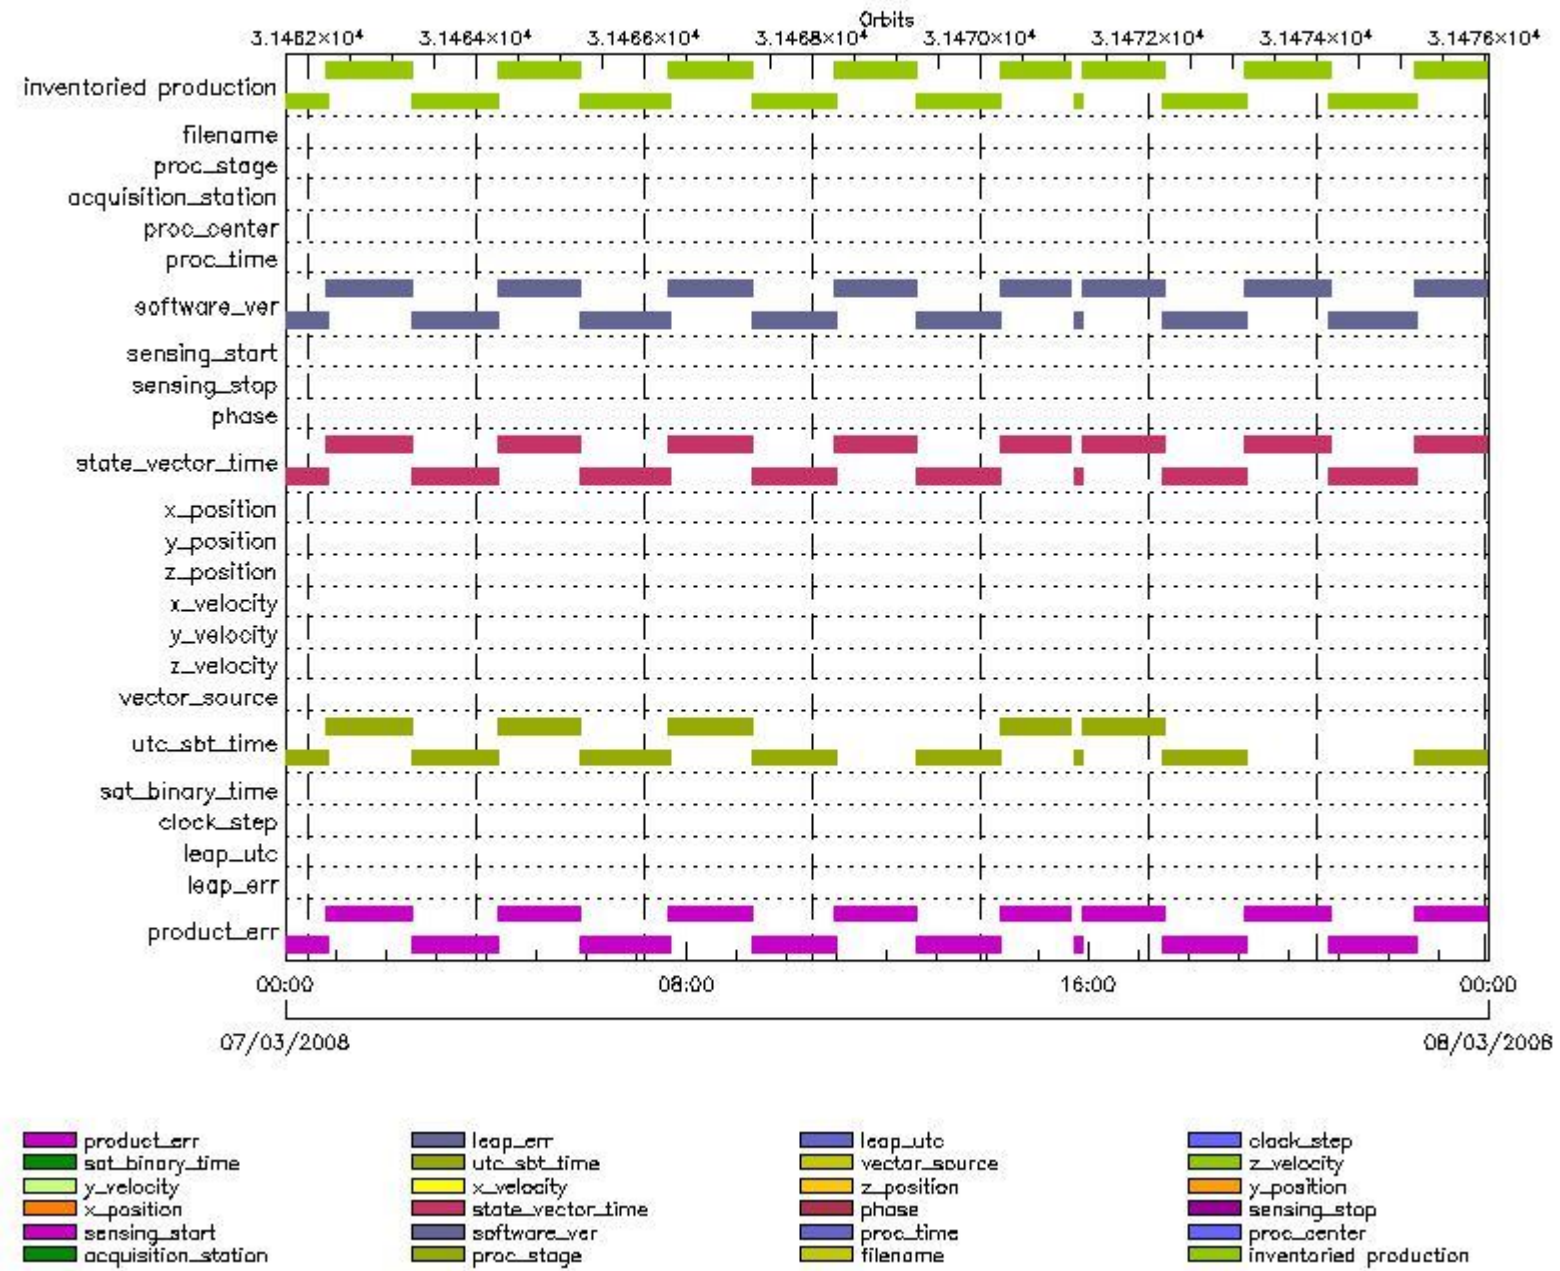 Orbits
3.1462×10⁴ 3.1464×10⁴ 3.1466×10⁴ 3.1468×10⁴ 3.1470×10⁴ 3.1472×10⁴ 3.1474×10⁴ 3.1476×10⁴
inventoried production
filename
proc_stage
acquisition_station
proc_center
proc_time
software_ver
sensing_start
sensing_stop
phase
state_vector_time
x_position
y_position
z_position
x_velocity
y_velocity
z_velocity
vector_source
utc_sbt_time
sat_binary_time
clock_step
leap_utc
leap_err
product_err
00:00 08:00 16:00 00:00
07/03/2008 08/03/2008
product_err leap_err leap_utc clock_step
sat_binary_time utc_sbt_time vector_source z_velocity
y_velocity x_velocity z_position y_position
x_position state_vector_time phase sensing_stop
sensing_start software_ver proc_time proc_center
acquisition_station proc_stage filename inventoried production